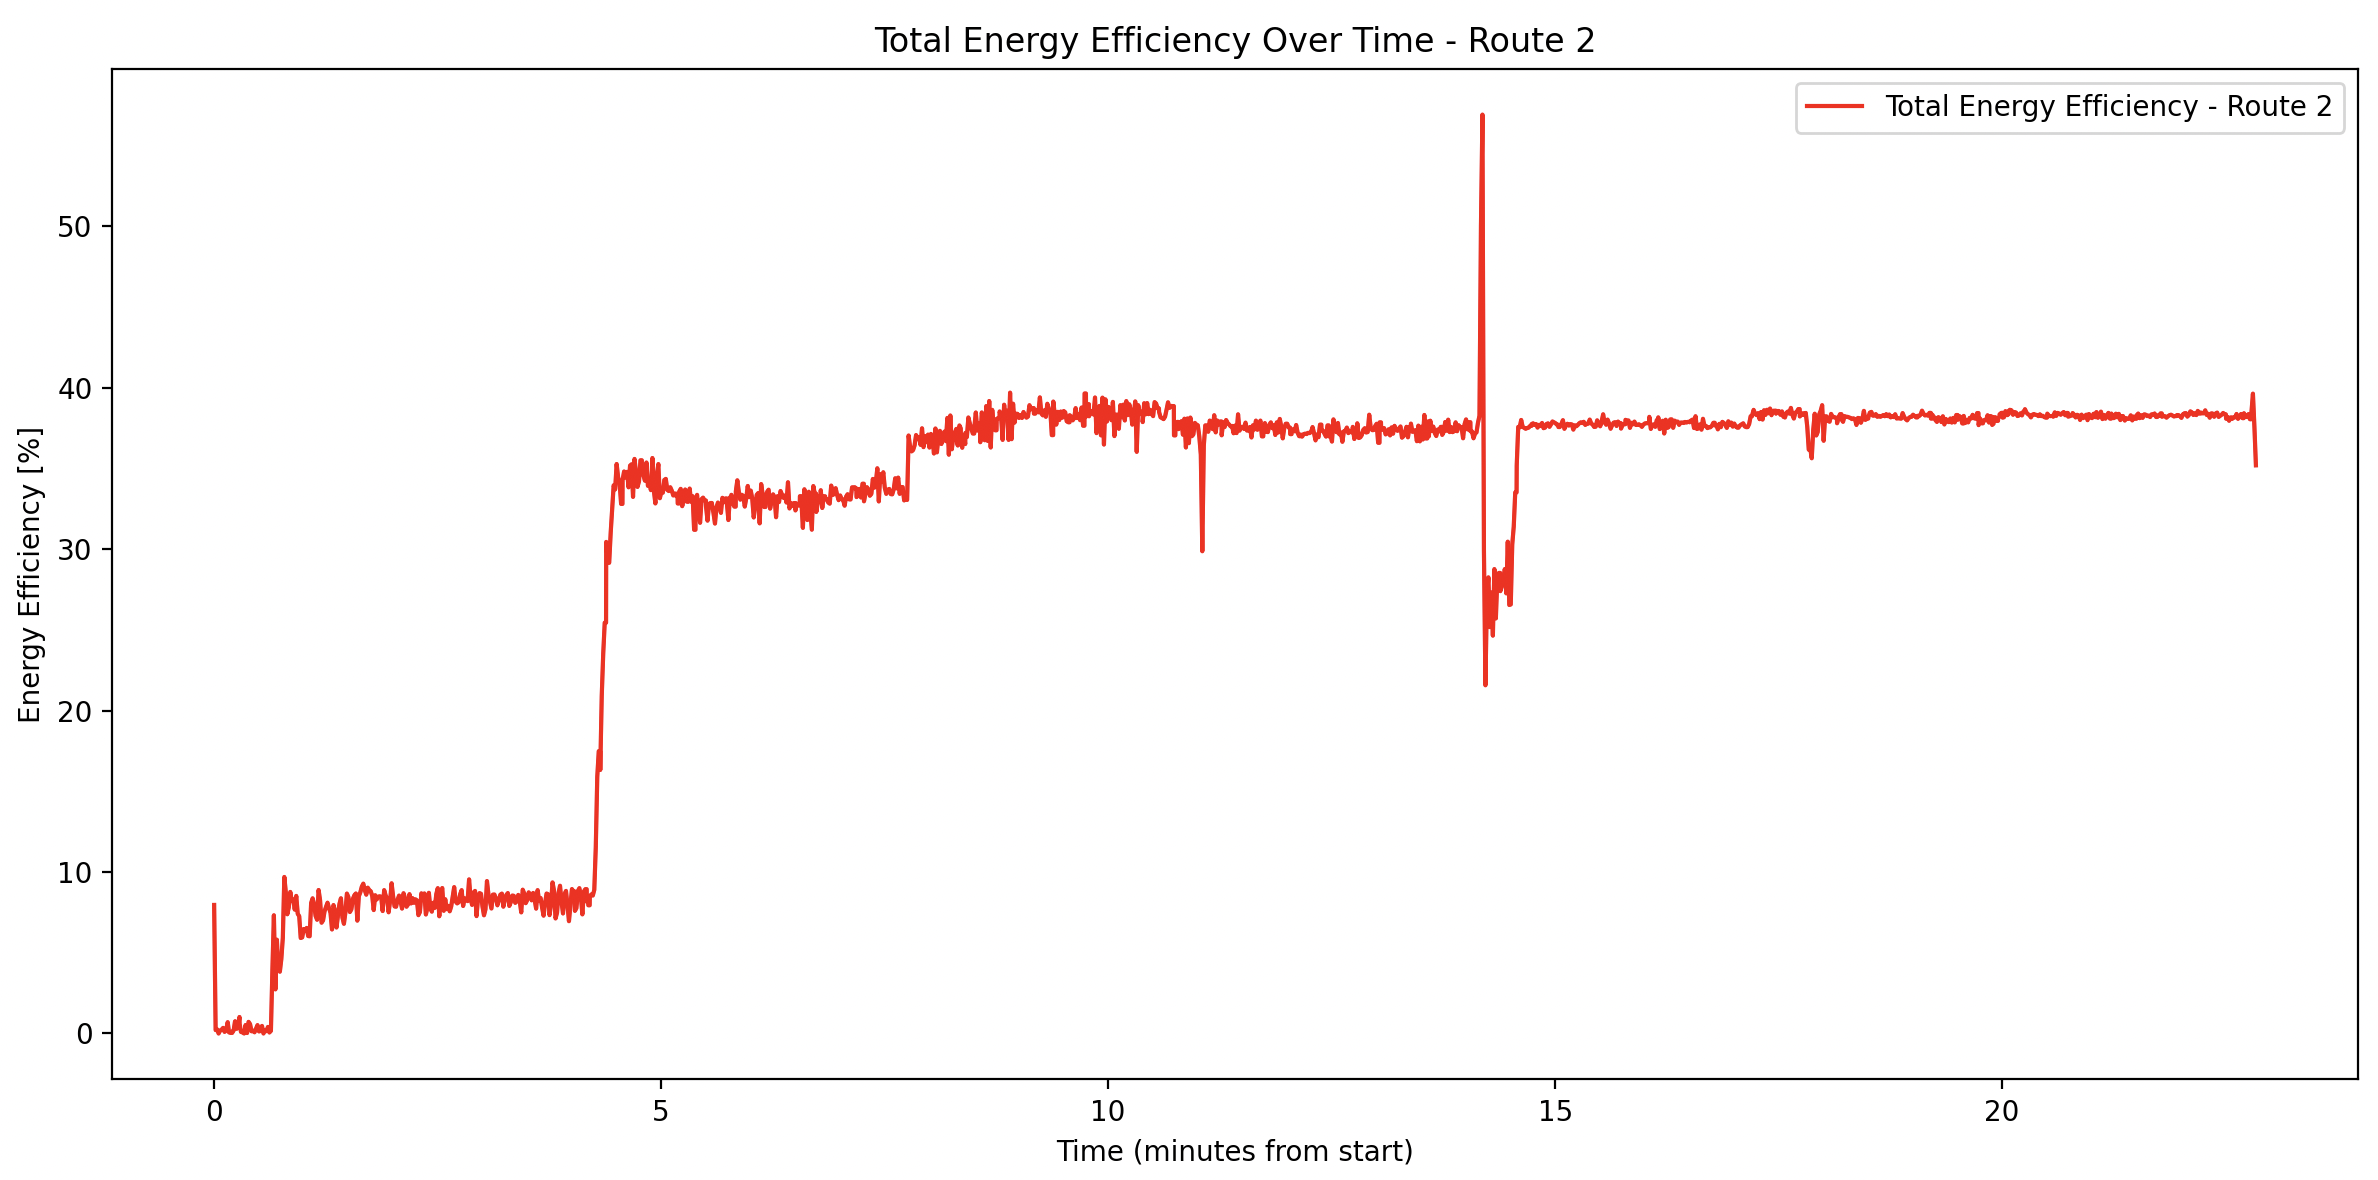 Total Energy Efficiency Over Time - Route 2
Total Energy Efficiency - Route 2
Energy Efficiency [%]
50
40
30
20
10
0
0 5 10 15 20
Time (minutes from start)